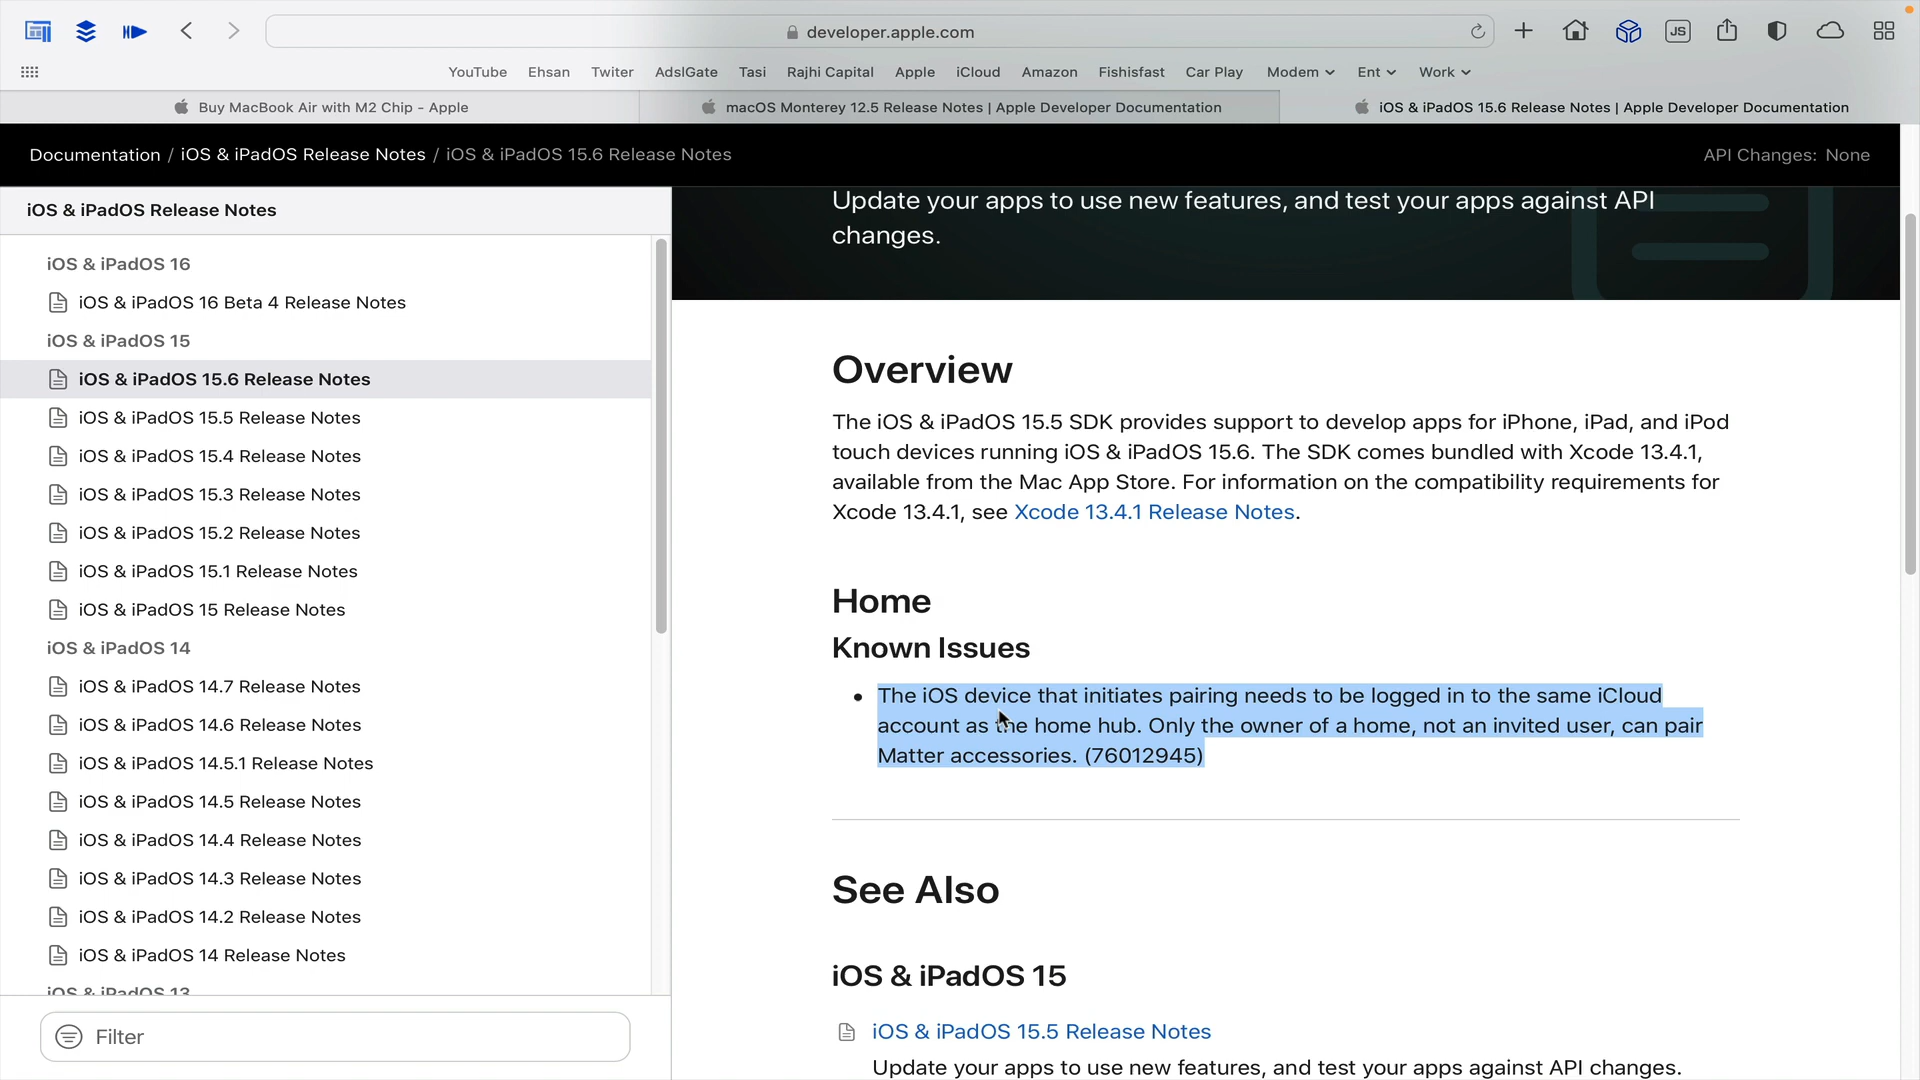 developer.apple.com
JS
YouTube Ehsan Twiter AdslGate Tasi Rajhi Capital Apple iCloud Amazon Fishisfast Car Play Modem Ent Work
Buy MacBook Air with M2 Chip - Apple
macOS Monterey 12.5 Release Notes | Apple Developer Documentation
iOS & iPadOS 15.6 Release Notes | Apple Developer Documentation
Documentation / iOS & iPadOS Release Notes / iOS & iPadOS 15.6 Release Notes
API Changes: None
iOS & iPadOS Release Notes
iOS & iPadOS 16
iOS & iPadOS 16 Beta 4 Release Notes
iOS & iPadOS 15
iOS & iPadOS 15.6 Release Notes
iOS & iPadOS 15.5 Release Notes
iOS & iPadOS 15.4 Release Notes
iOS & iPadOS 15.3 Release Notes
iOS & iPadOS 15.2 Release Notes
iOS & iPadOS 15.1 Release Notes
iOS & iPadOS 15 Release Notes
iOS & iPadOS 14
iOS & iPadOS 14.7 Release Notes
iOS & iPadOS 14.6 Release Notes
iOS & iPadOS 14.5.1 Release Notes
iOS & iPadOS 14.5 Release Notes
iOS & iPadOS 14.4 Release Notes
iOS & iPadOS 14.3 Release Notes
iOS & iPadOS 14.2 Release Notes
iOS & iPadOS 14 Release Notes
iOS & iPadOS 13
Filter
Update your apps to use new features, and test your apps against API
changes.
Overview
The iOS & iPadOS 15.5 SDK provides support to develop apps for iPhone, iPad, and iPod
touch devices running iOS & iPadOS 15.6. The SDK comes bundled with Xcode 13.4.1,
available from the Mac App Store. For information on the compatibility requirements for
Xcode 13.4.1, see Xcode 13.4.1 Release Notes.
Home
Known Issues
• The iOS device that initiates pairing needs to be logged in to the same iCloud
account as the home hub. Only the owner of a home, not an invited user, can pair
Matter accessories. (76012945)
See Also
iOS & iPadOS 15
iOS & iPadOS 15.5 Release Notes
Update your apps to use new features, and test your apps against API changes.